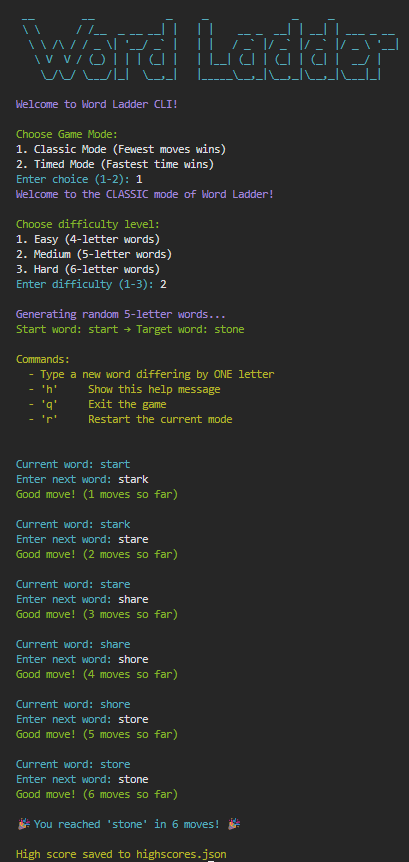 Word Ladder
Welcome to Word Ladder CLI!
Choose Game Mode:
1. Classic Mode (Fewest moves wins)
2. Timed Mode (Fastest time wins)
Enter choice (1-2): 1
Welcome to the CLASSIC mode of Word Ladder!
Choose difficulty level:
1. Easy (4-letter words)
2. Medium (5-letter words)
3. Hard (6-letter words)
Enter difficulty (1-3): 2
Generating random 5-letter words...
Start word: start → Target word: stone
Commands:
- Type a new word differing by ONE letter
- 'h' Show this help message
- 'q' Exit the game
- 'r' Restart the current mode
Current word: start
Enter next word: stark
Good move! (1 moves so far)
Current word: stark
Enter next word: stare
Good move! (2 moves so far)
Current word: stare
Enter next word: share
Good move! (3 moves so far)
Current word: share
Enter next word: shore
Good move! (4 moves so far)
Current word: shore
Enter next word: store
Good move! (5 moves so far)
Current word: store
Enter next word: stone
Good move! (6 moves so far)
🎉 You reached 'stone' in 6 moves! 🎉
High score saved to highscores.json